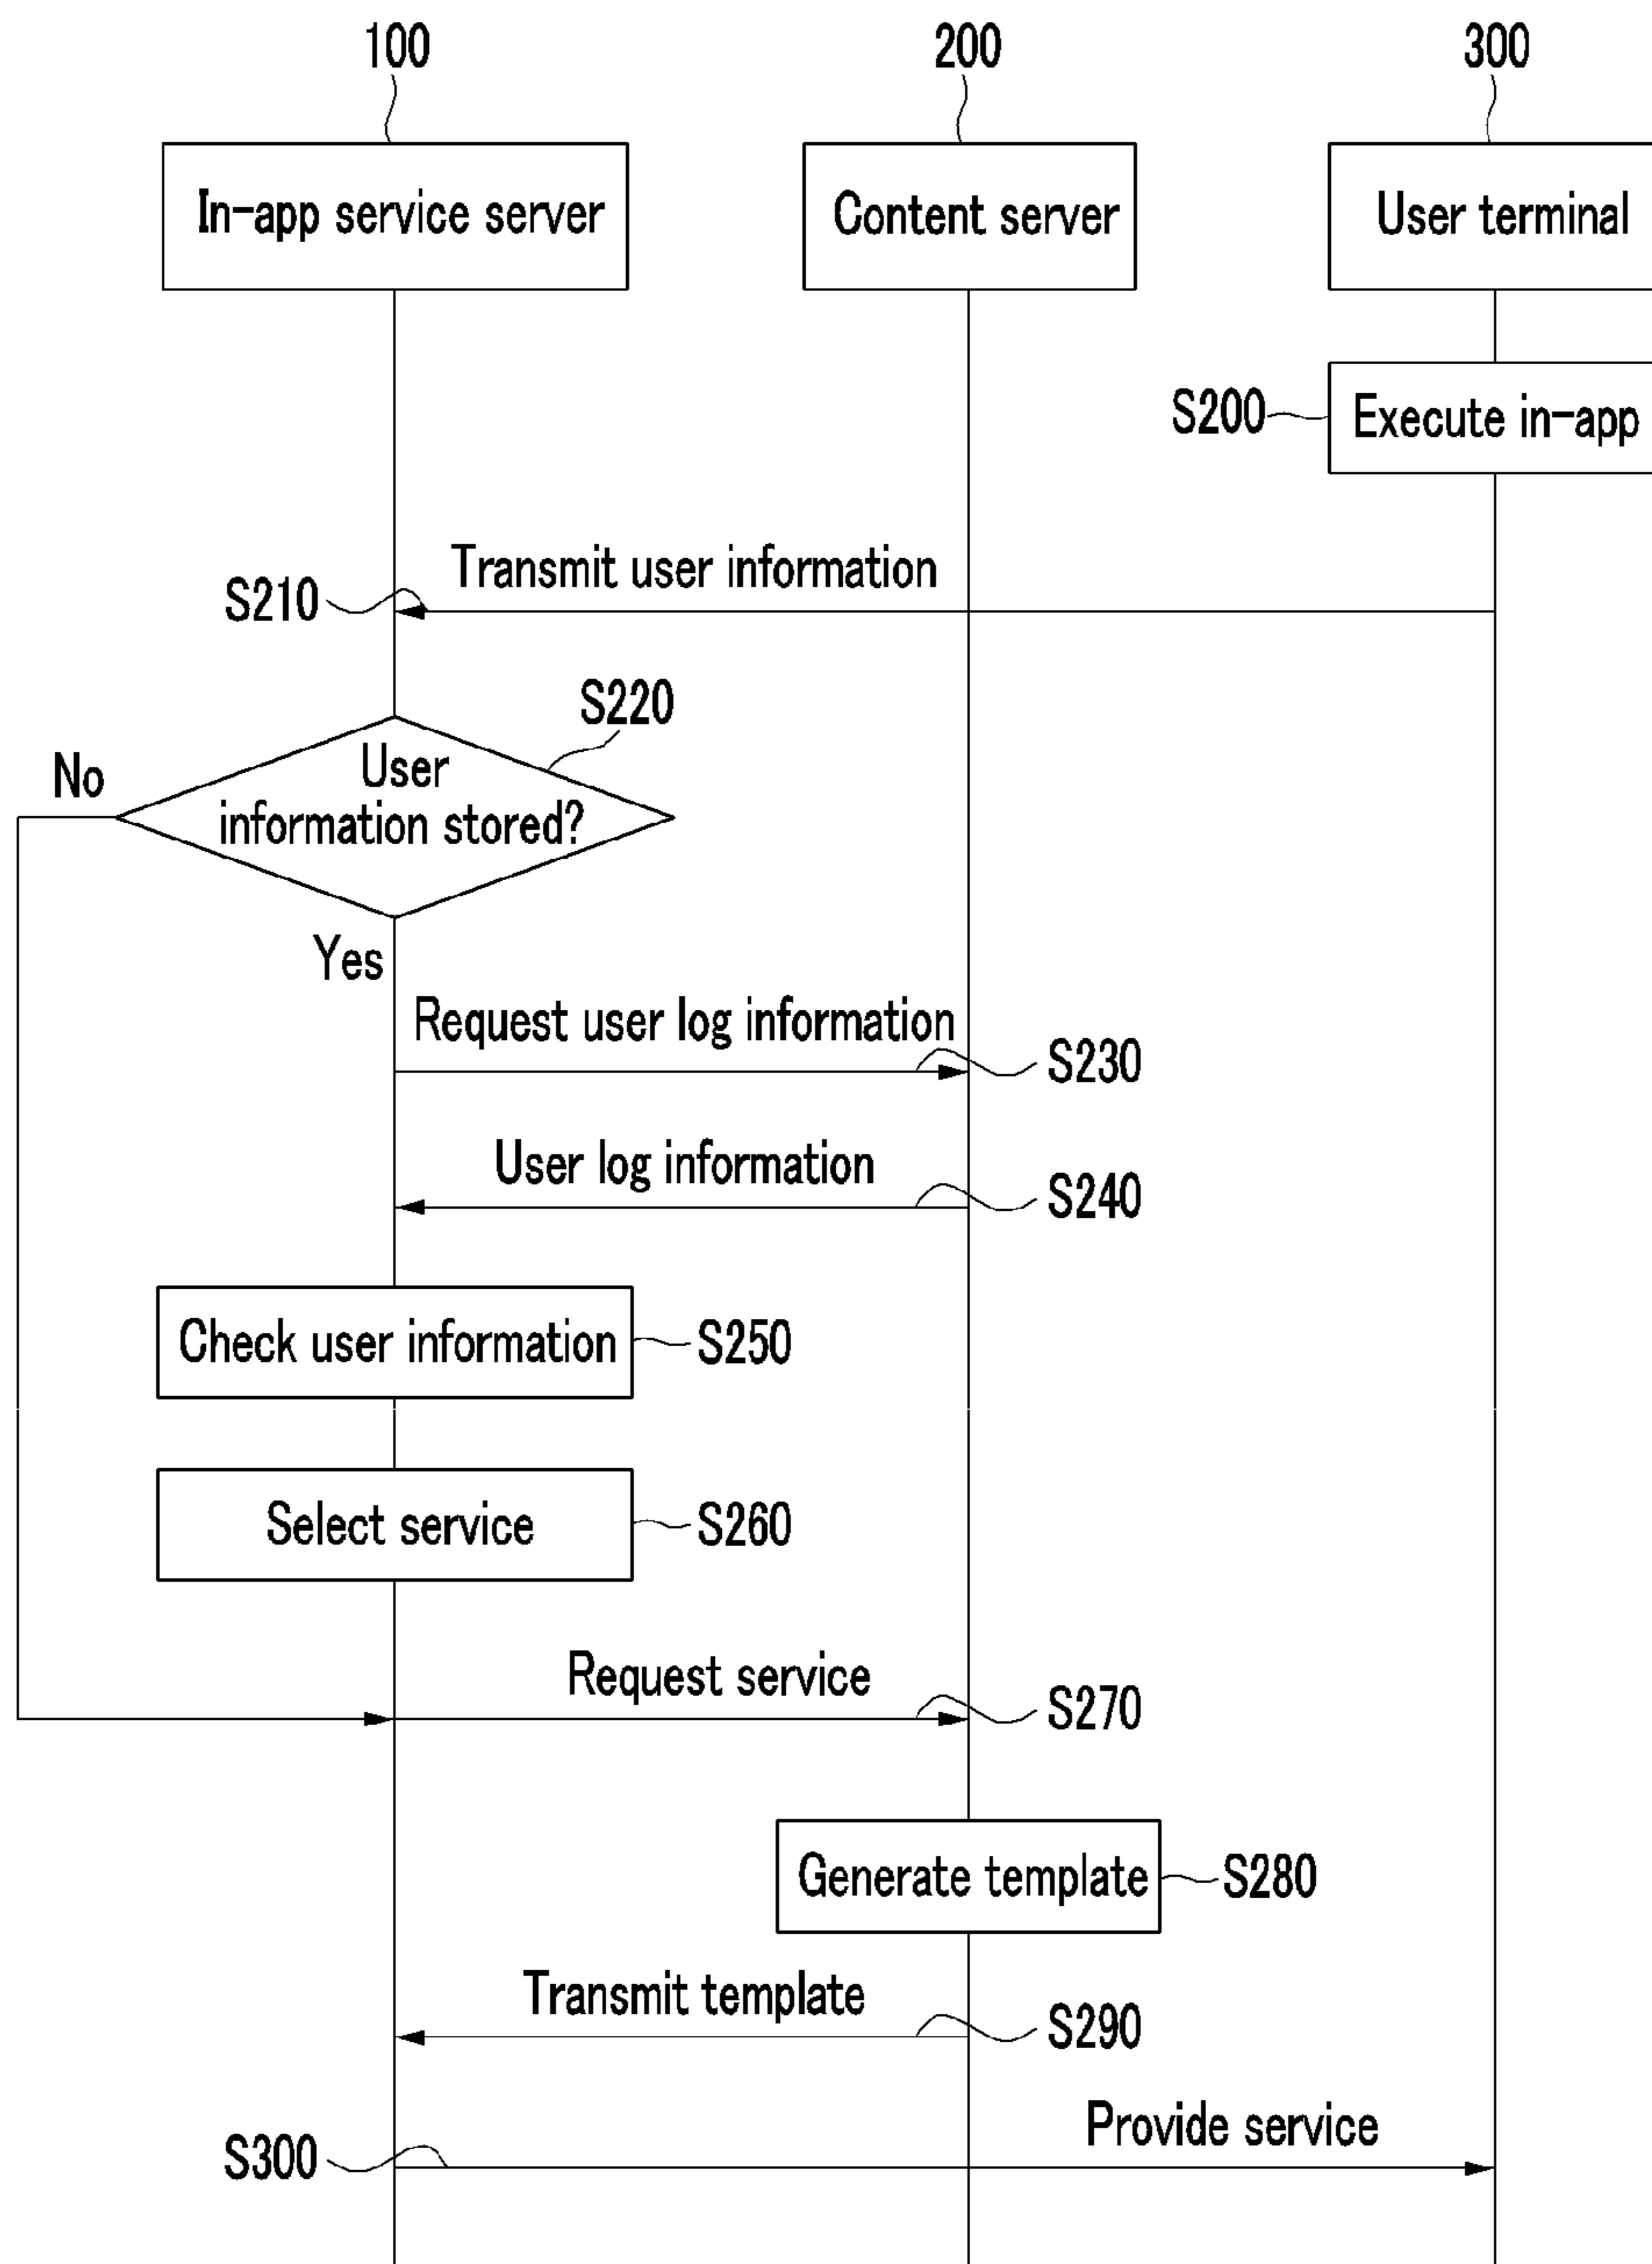 100
200
300
In-app service server
Content server
User terminal
S200
Execute in-app
Transmit user information
S210
S220
No
User
information stored?
Yes
Request user log information
S230
User log information
S240
Check user information
S250
Select service
S260
Request service
S270
Generate template
S280
Transmit template
S290
Provide service
S300